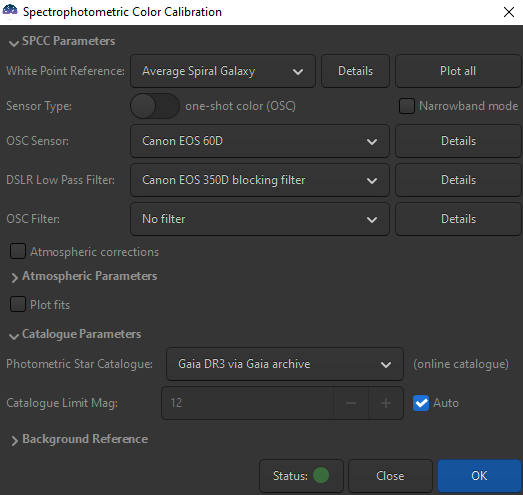 Spectrophotometric Color Calibration
SPCC Parameters
White Point Reference: Average Spiral Galaxy Details Plot all
Sensor Type: one-shot color (OSC) Narrowband mode
OSC Sensor: Canon EOS 60D Details
DSLR Low Pass Filter: Canon EOS 350D blocking filter Details
OSC Filter: No filter Details
Atmospheric corrections
Atmospheric Parameters
Plot fits
Catalogue Parameters
Photometric Star Catalogue: Gaia DR3 via Gaia archive (online catalogue)
Catalogue Limit Mag: 12 Auto
Background Reference
Status: Close OK